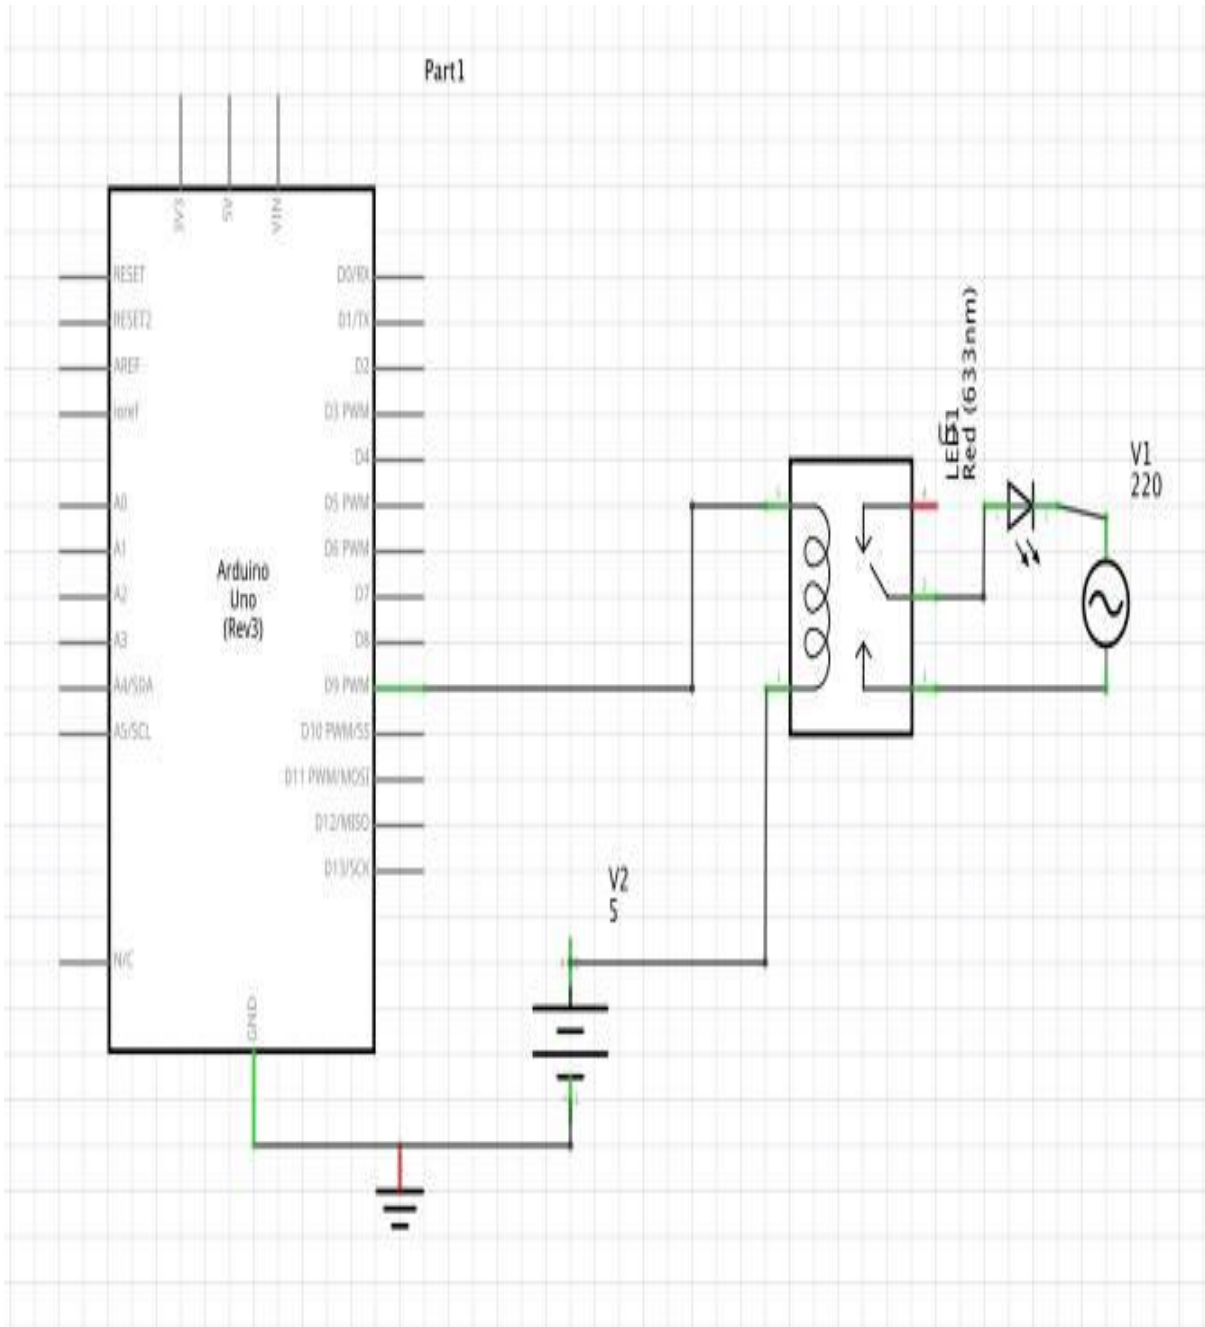 Part1
3V3
5V
VIN
RESET
RESET2
AREF
ioref
A0
A1
A2
A3
A4/SDA
A5/SCL
N/C
Arduino
Uno
(Rev3)
D0/RX
D1/TX
D2
D3 PWM
D4
D5 PWM
D6 PWM
D7
D8
D9 PWM
D10 PWM/SS
D11 PWM/MOSI
D12/MISO
D13/SCK
GND
Red (633nm)
V1
220
V2
5